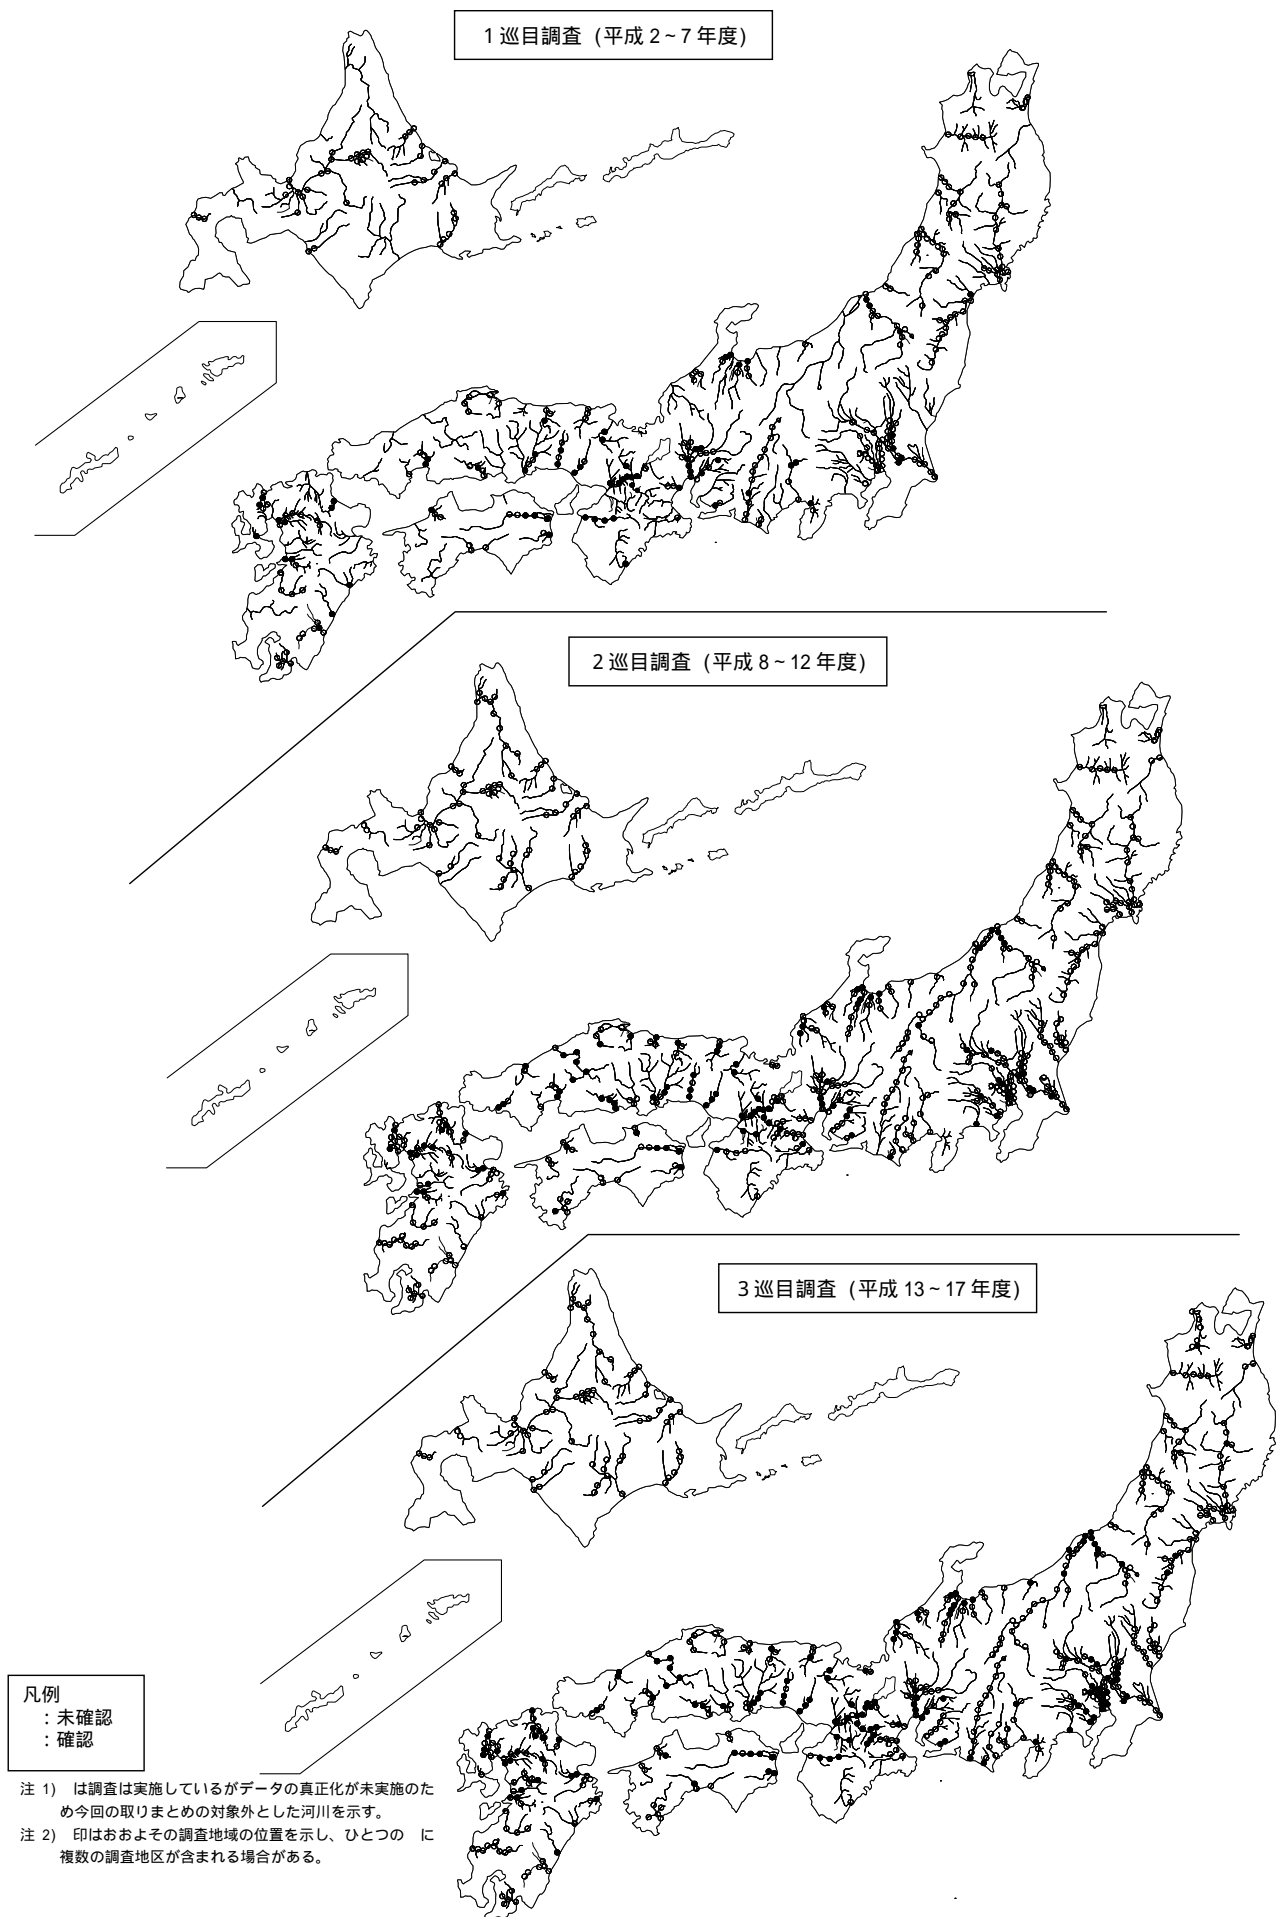 1巡目調査 (平成2~7年度)
2巡目調査 (平成8~12年度)
3巡目調査 (平成13~17年度)
凡例
:未確認
:確認
注 1) は調査は実施しているがデータの真正化が未実施のた
め今回の取りまとめの対象外とした河川を示す。
注 2) 印はおおよその調査地域の位置を示し、ひとつの に
複数の調査地区が含まれる場合がある。